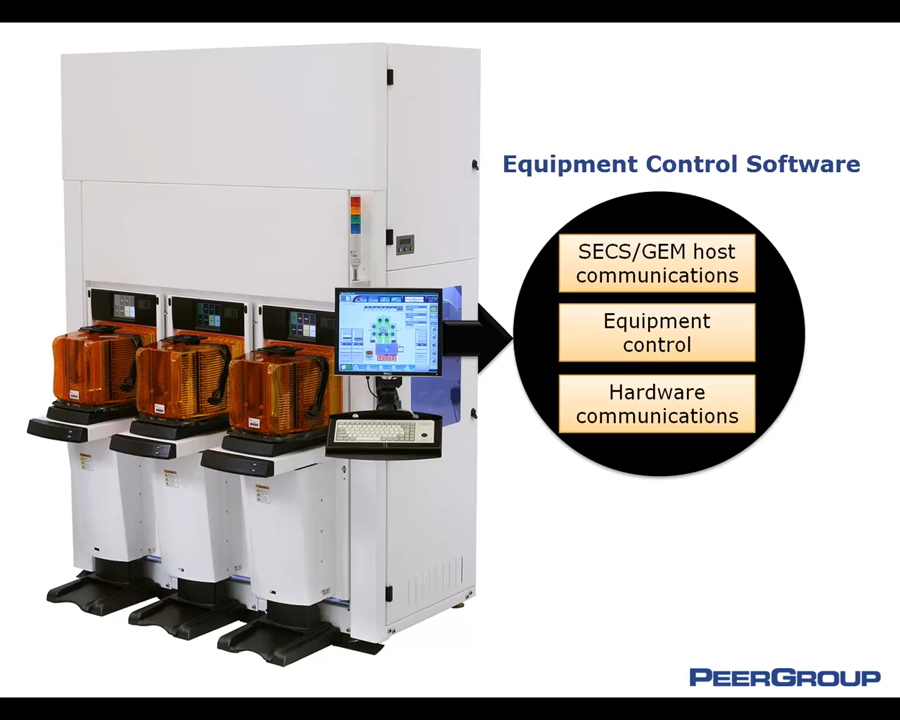 Equipment Control Software
SECS/GEM host
communications
Equipment
control
Hardware
communications
PEERGROUP